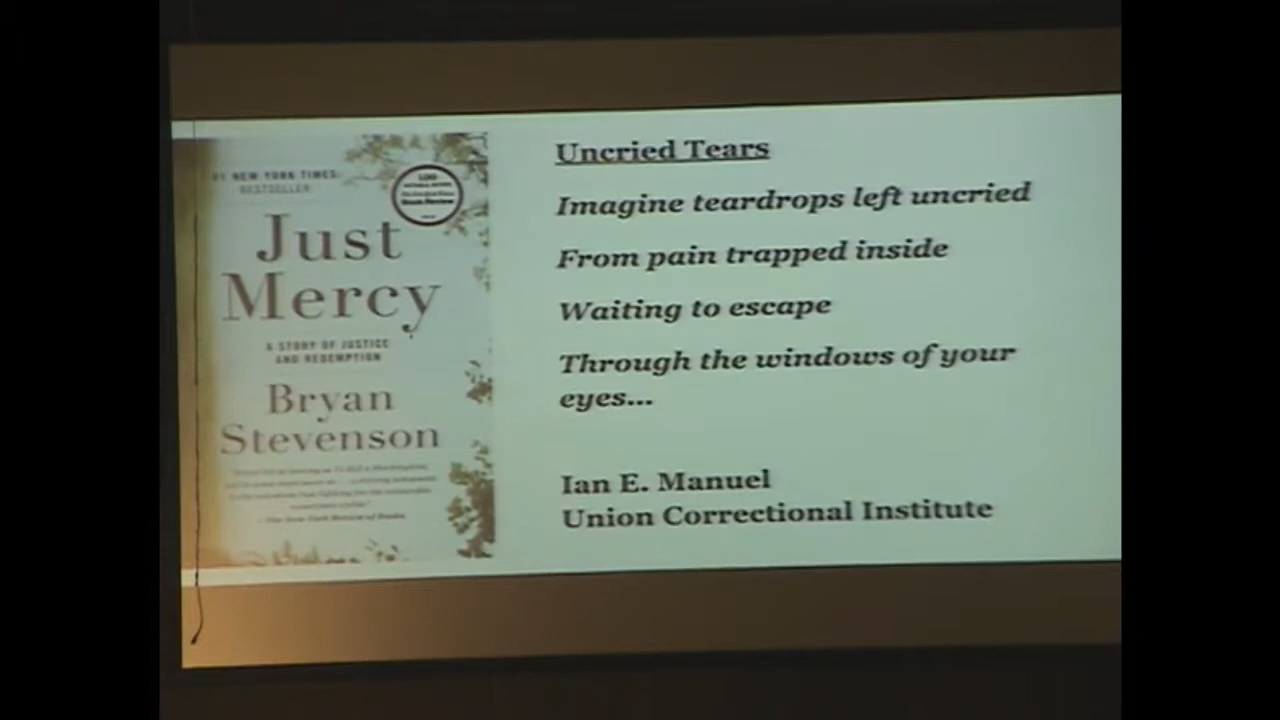 #1 NEW YORK TIMES
BESTSELLER
Just
Mercy
A STORY OF JUSTICE
AND REDEMPTION
Bryan
Stevenson
Uncried Tears
Imagine teardrops left uncried
From pain trapped inside
Waiting to escape
Through the windows of your
eyes...
Ian E. Manuel
Union Correctional Institute